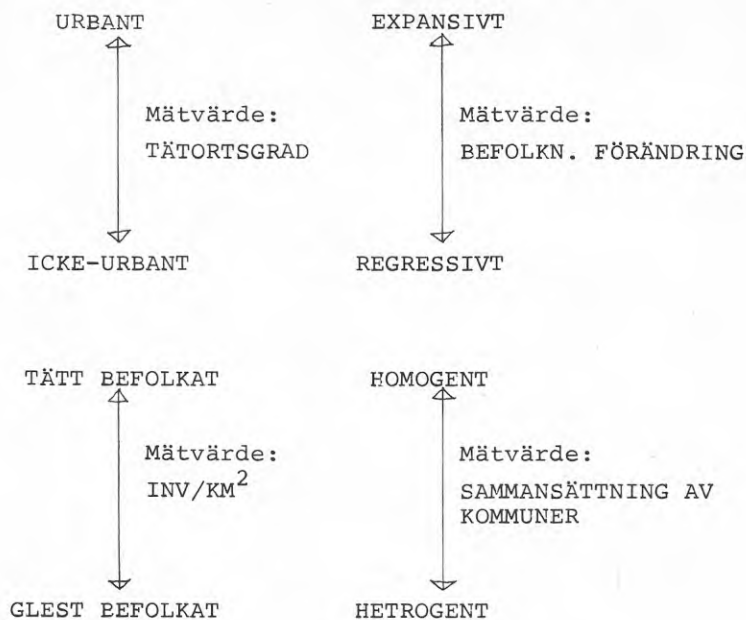 URBANT
Mätvärde:
TÄTORTSGRAD
ICKE-URBANT
EXPANSIVT
Mätvärde:
BEFOLKN. FÖRÄNDRING
REGRESSIVT
TÄTT BEFOLKAT
Mätvärde:
INV/KM²
GLEST BEFOLKAT
HOMOGENT
Mätvärde:
SAMMANSÄTTNING AV
KOMMUNER
HETROGENT